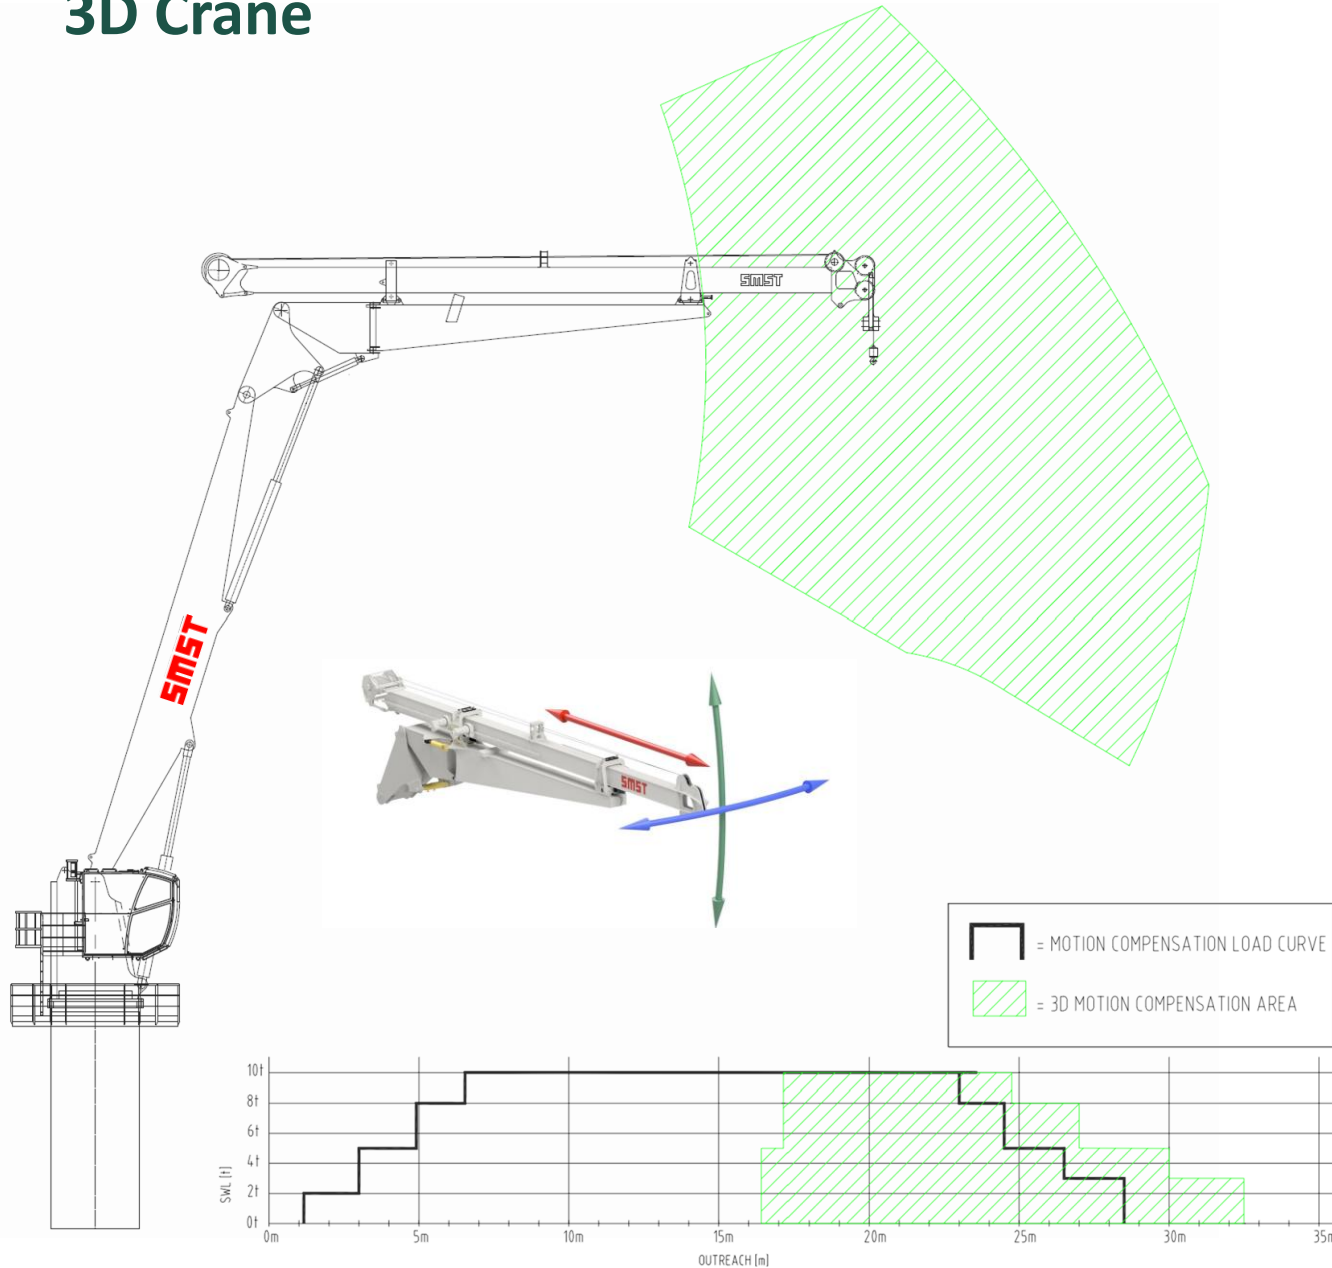 3D Crane
SMST
SMST
SMST
= MOTION COMPENSATION LOAD CURVE
= 3D MOTION COMPENSATION AREA
10t
8t
6t
4t
2t
0t
SWL [t]
0m 5m 10m 15m 20m 25m 30m 35m
OUTREACH [m]